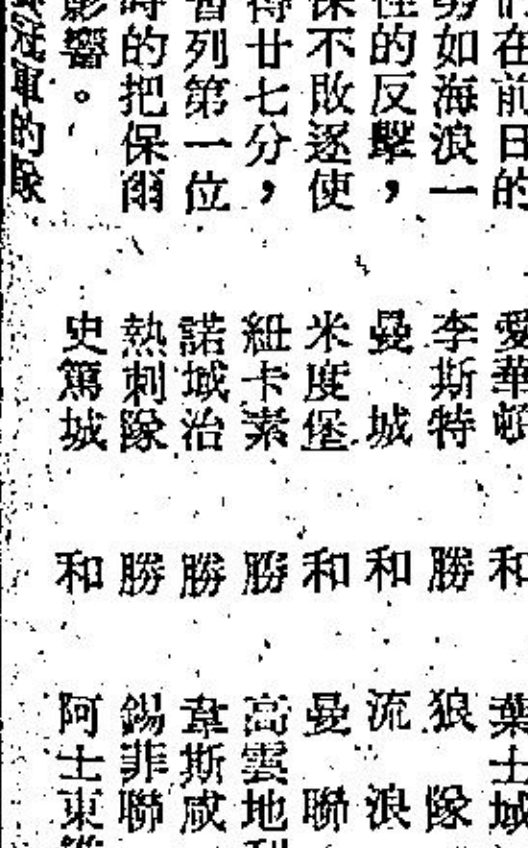 在前日的
如海浪一
性的反擊，
保不敗逐使
得廿七分，
暫列第一位
時的把保爾
影響。
冠軍的隊
愛華頓 和 葉士城
李斯特 勝 狼隊
曼城 和 流浪
米度堡 和 曼聯
紐卡素 勝 高雲地利
諾域治 勝 韋斯咸
熱刺隊 勝 錫菲聯
史篤城 和 阿士東維